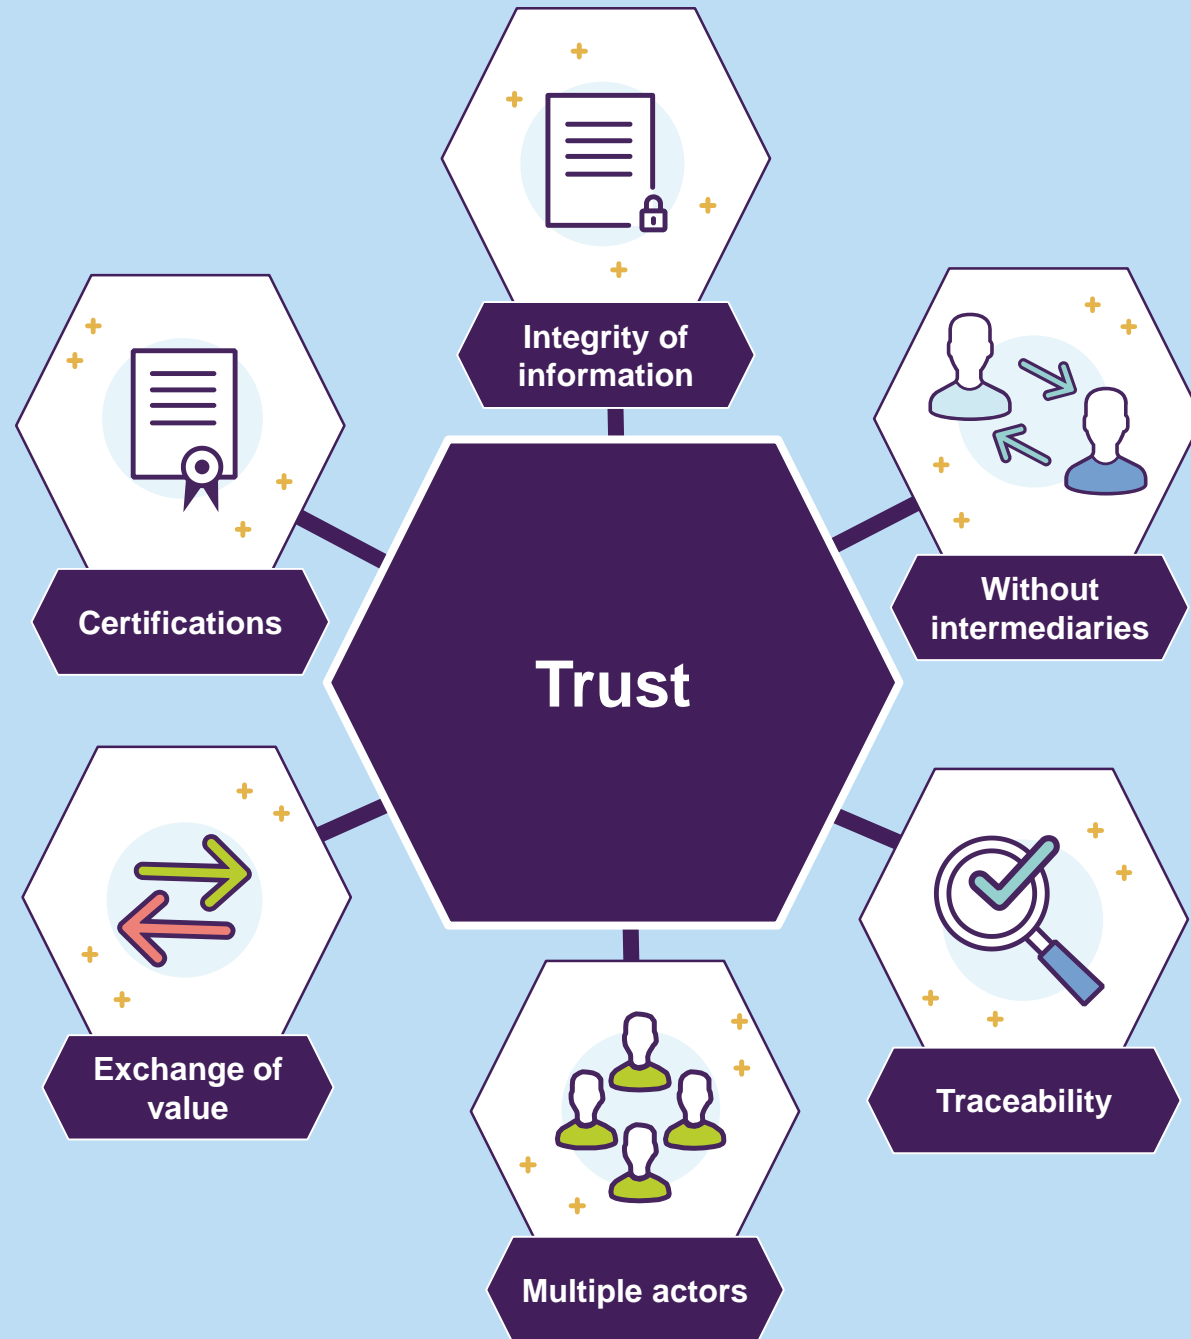 Integrity of
information
Without
intermediaries
Certifications
Trust
Exchange of
value
Traceability
Multiple actors